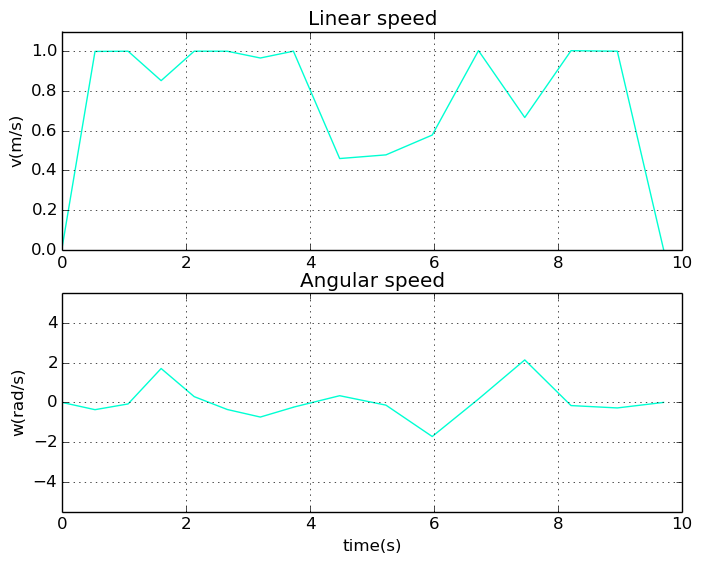 Linear speed
v(m/s)
1.0
0.8
0.6
0.4
0.2
0.0
0 2 4 6 8 10
Angular speed
w(rad/s)
4
2
0
−2
−4
0 2 4 6 8 10
time(s)